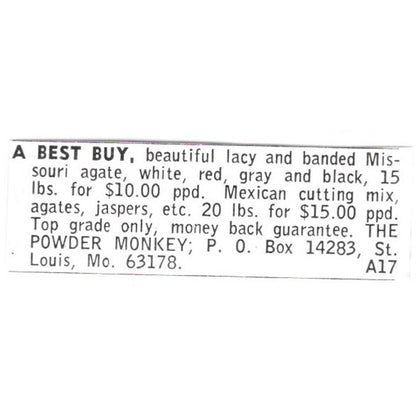 A BEST BUY, beautiful lacy and banded Mis-
souri agate, white, red, gray and black, 15
lbs. for $10.00 ppd. Mexican cutting mix,
agates, jaspers, etc. 20 lbs. for $15.00 ppd.
Top grade only, money back guarantee. THE
POWDER MONKEY; P. O. Box 14283, St.
Louis, Mo. 63178. A17